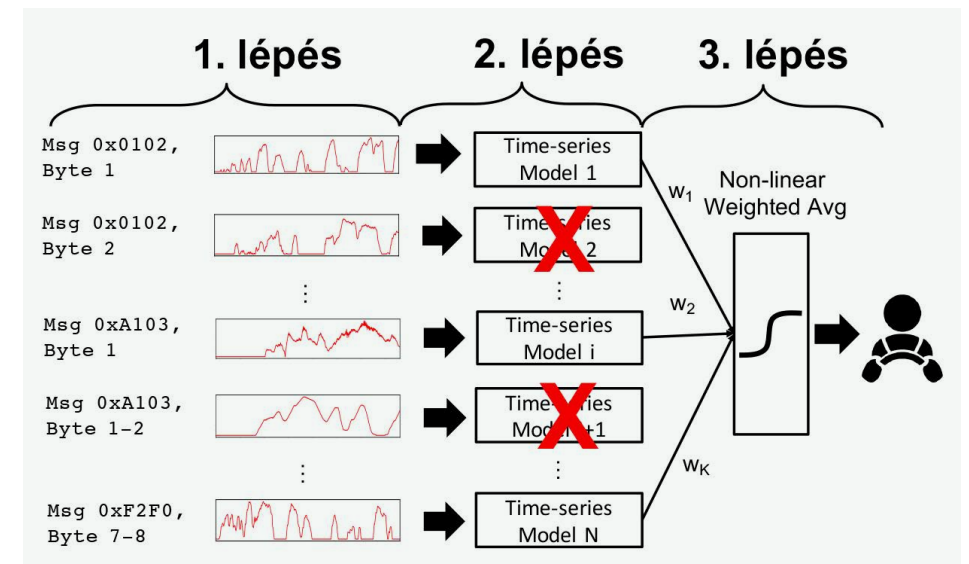 1. lépés
2. lépés
3. lépés
Msg 0x0102,
Byte 1
Time-series
Model 1
w1
Non-linear
Weighted Avg
Msg 0x0102,
Byte 2
Time-series
Model 2
⋮
⋮
w2
Msg 0xA103,
Byte 1
Time-series
Model i
Msg 0xA103,
Byte 1-2
Time-series
Model i+1
⋮
⋮
wK
Msg 0xF2F0,
Byte 7-8
Time-series
Model N